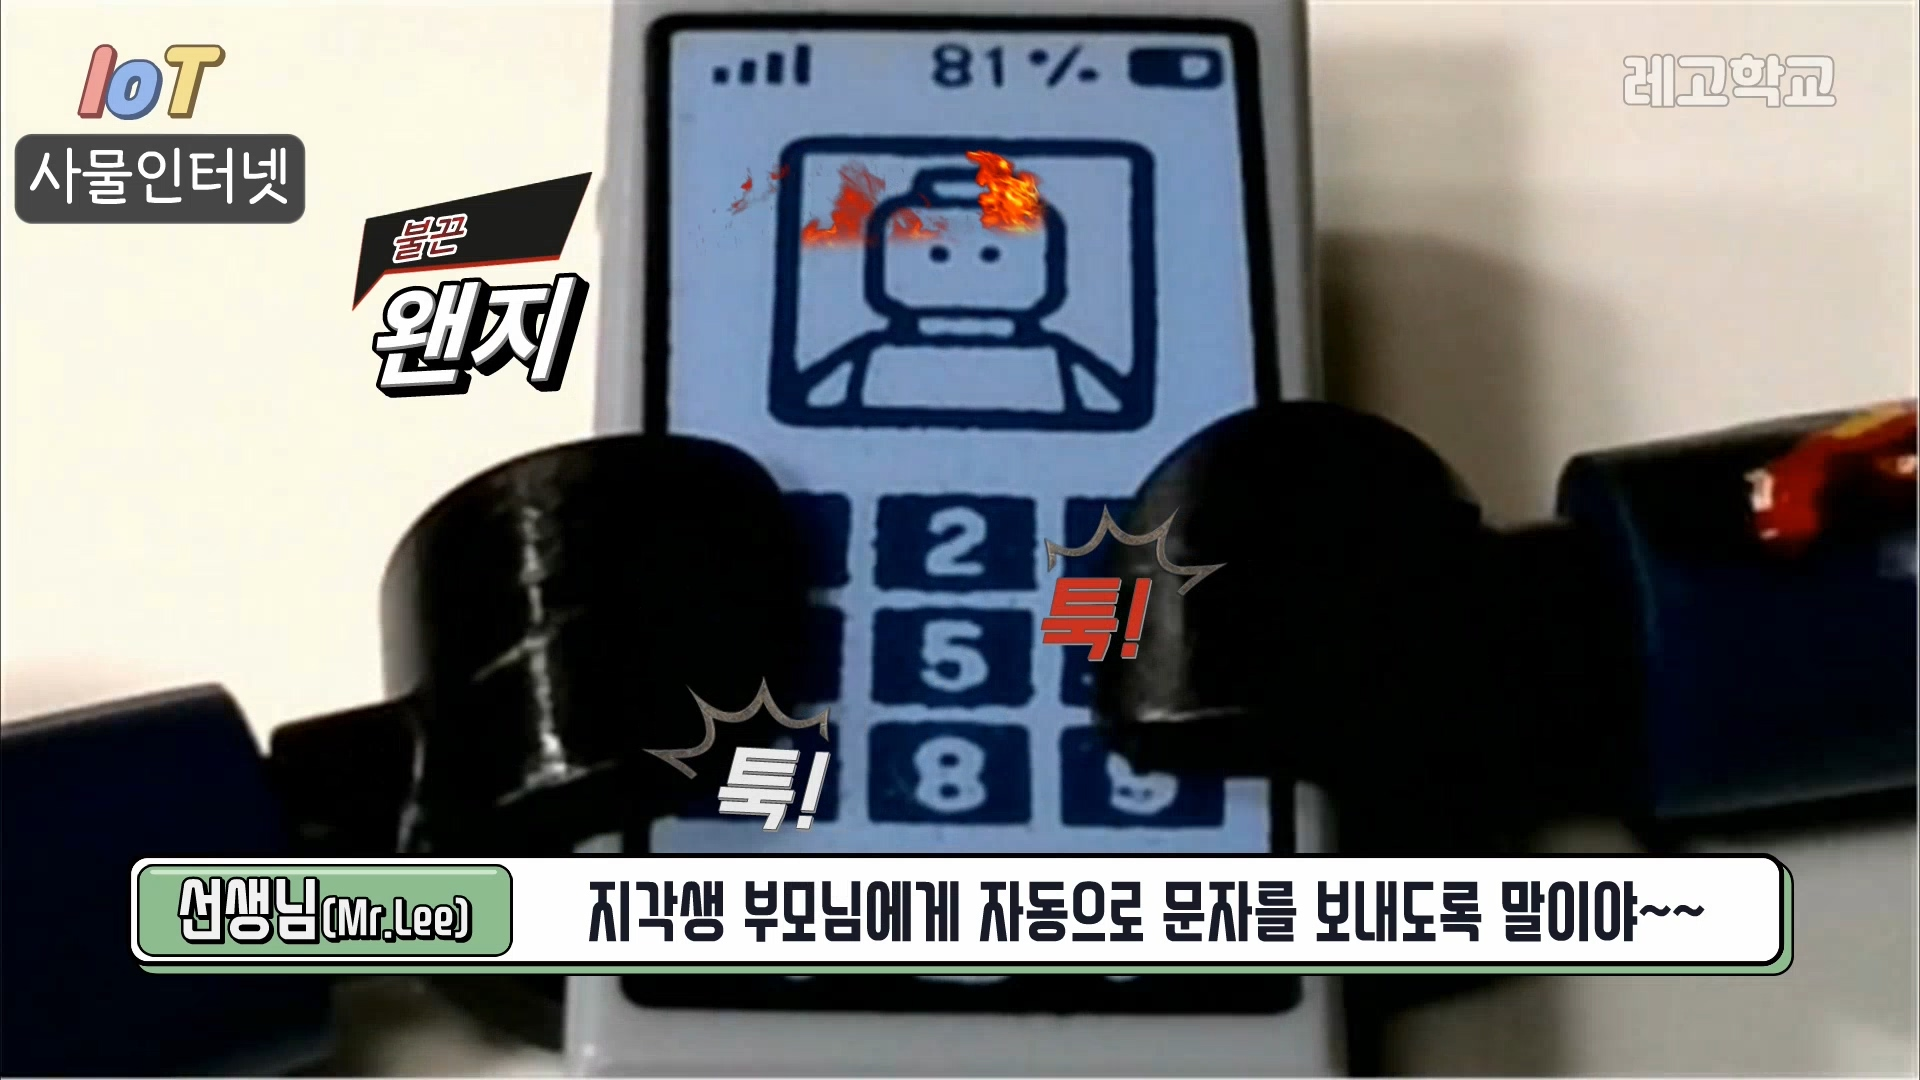 IoT
사물인터넷
레고학교
81%
불끈
왠지
2
5
8
9
툭!
툭!
선생님(Mr.Lee)
지각생 부모님에게 자동으로 문자를 보내도록 말이야~~